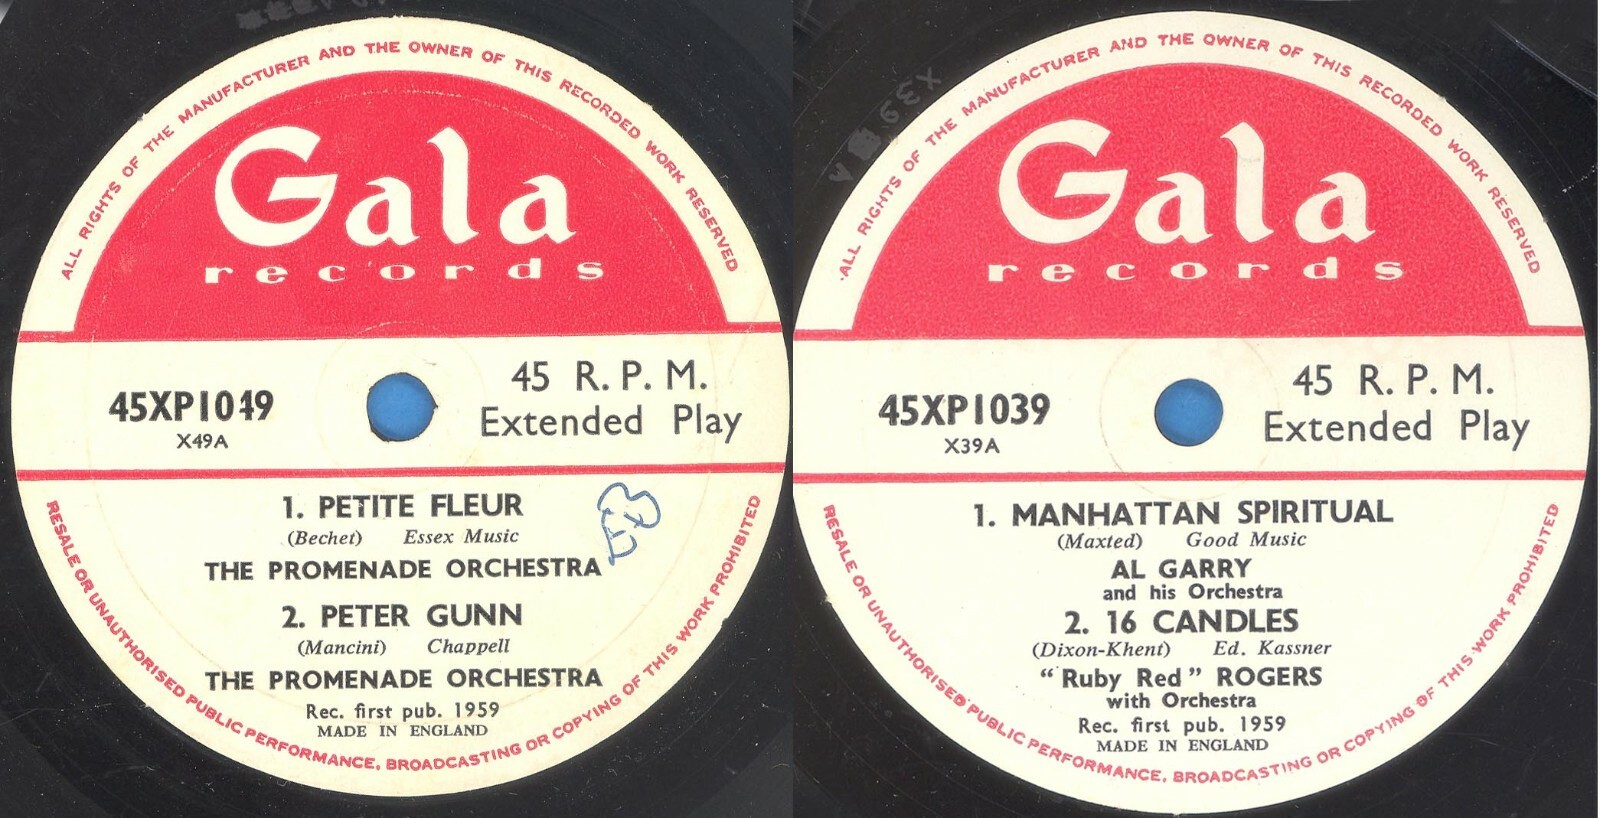 ALL RIGHTS OF THE MANUFACTURER AND THE OWNER OF THIS RECORDED WORK RESERVED
Gala
records
45XP1049
X49A
45 R. P. M.
Extended Play
1. PETITE FLEUR
(Bechet) Essex Music
THE PROMENADE ORCHESTRA
2. PETER GUNN
(Mancini) Chappell
THE PROMENADE ORCHESTRA
Rec. first pub. 1959
MADE IN ENGLAND
RESALE OR UNAUTHORISED PUBLIC PERFORMANCE, BROADCASTING OR COPYING OF THIS WORK PROHIBITED
ALL RIGHTS OF THE MANUFACTURER AND THE OWNER OF THIS RECORDED WORK RESERVED
Gala
records
45XP1039
X39A
45 R. P. M.
Extended Play
1. MANHATTAN SPIRITUAL
(Maxted) Good Music
AL GARRY
and his Orchestra
2. 16 CANDLES
(Dixon-Khent) Ed. Kassner
“Ruby Red” ROGERS
with Orchestra
Rec. first pub. 1959
MADE IN ENGLAND
RESALE OR UNAUTHORISED PUBLIC PERFORMANCE, BROADCASTING OR COPYING OF THIS WORK PROHIBITED